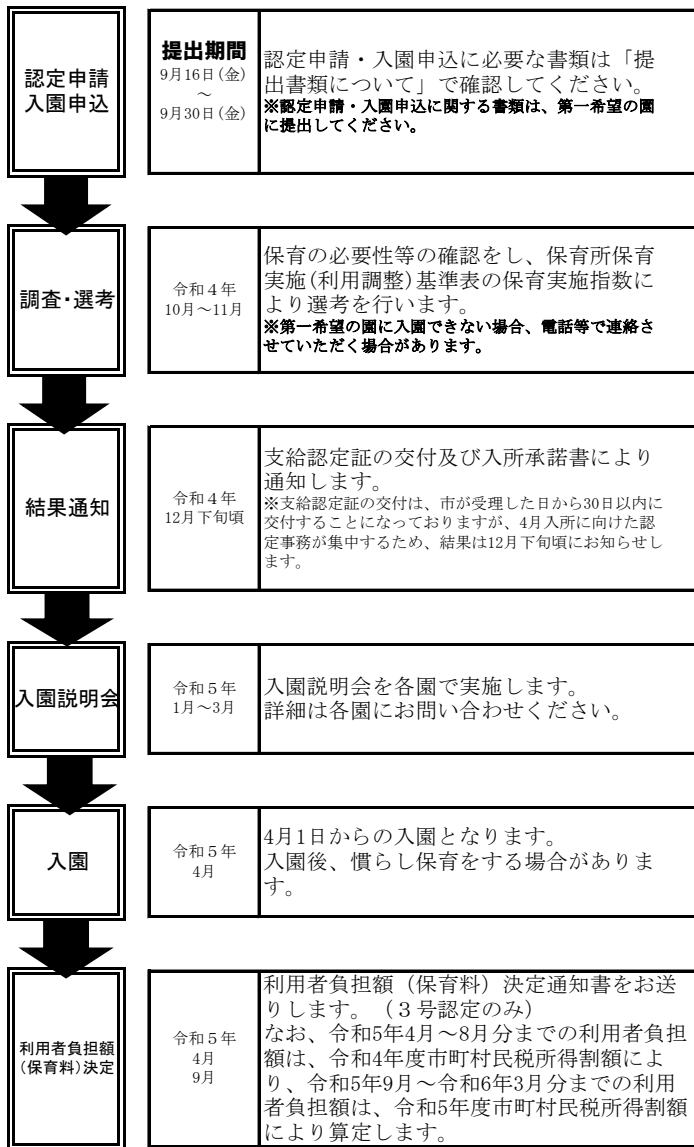 認定申請
入園申込
提出期間
9月16日(金)
～
9月30日(金)
認定申請・入園申込に必要な書類は「提
出書類について」で確認してください。
※認定申請・入園申込に関する書類は、第一希望の園
に提出してください。
調査・選考
令和４年
10月～11月
保育の必要性等の確認をし、保育所保育
実施(利用調整)基準表の保育実施指数に
より選考を行います。
※第一希望の園に入園できない場合、電話等で連絡さ
せていただく場合があります。
結果通知
令和４年
12月下旬頃
支給認定証の交付及び入所承諾書により
通知します。
※支給認定証の交付は、市が受理した日から30日以内に
交付することになっておりますが、4月入所に向けた認
定事務が集中するため、結果は12月下旬頃にお知らせし
ます。
入園説明会
令和５年
1月～3月
入園説明会を各園で実施します。
詳細は各園にお問い合わせください。
入園
令和５年
4月
4月1日からの入園となります。
入園後、慣らし保育をする場合がありま
す。
利用者負担額
(保育料)決定
令和５年
4月
9月
利用者負担額（保育料）決定通知書をお送
りします。（３号認定のみ）
なお、令和5年4月～8月分までの利用者負担
額は、令和4年度市町村民税所得割額によ
り、令和5年9月～令和6年3月分までの利用
者負担額は、令和5年度市町村民税所得割額
により算定します。